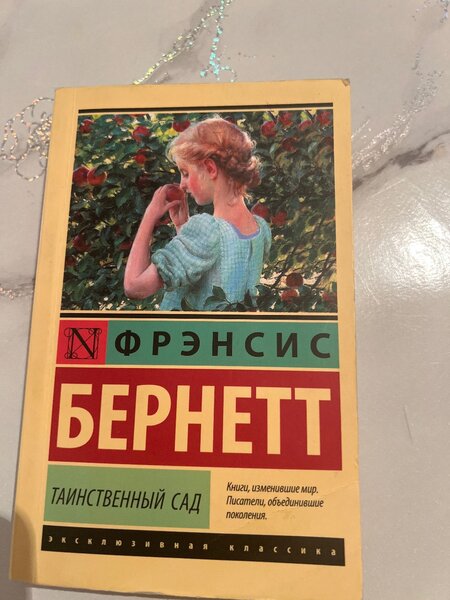 N ФРЭНСИС
БЕРНЕТТ
ТАИНСТВЕННЫЙ САД
Книги, изменившие мир.
Писатели, объединившие
поколения.
эксклюзивная классика